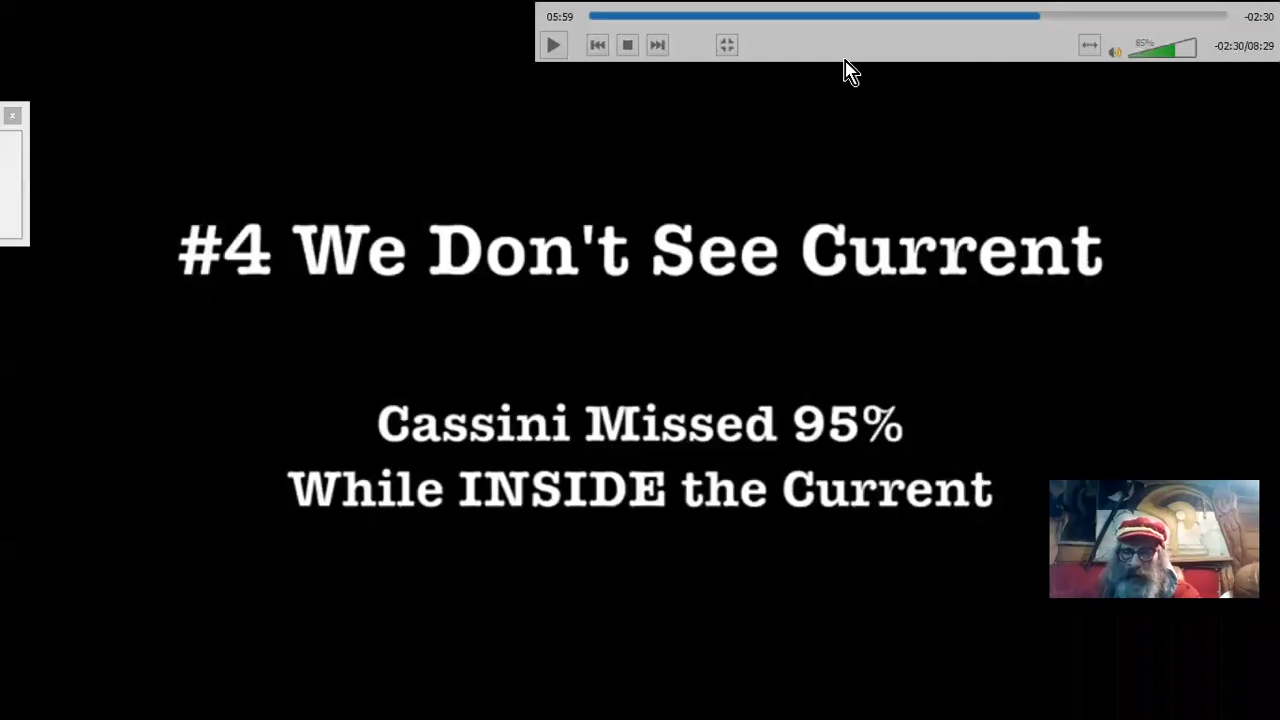 05:59
-02:30
85%
-02:30/08:29
x
#4 We Don't See Current
Cassini Missed 95%
While INSIDE the Current